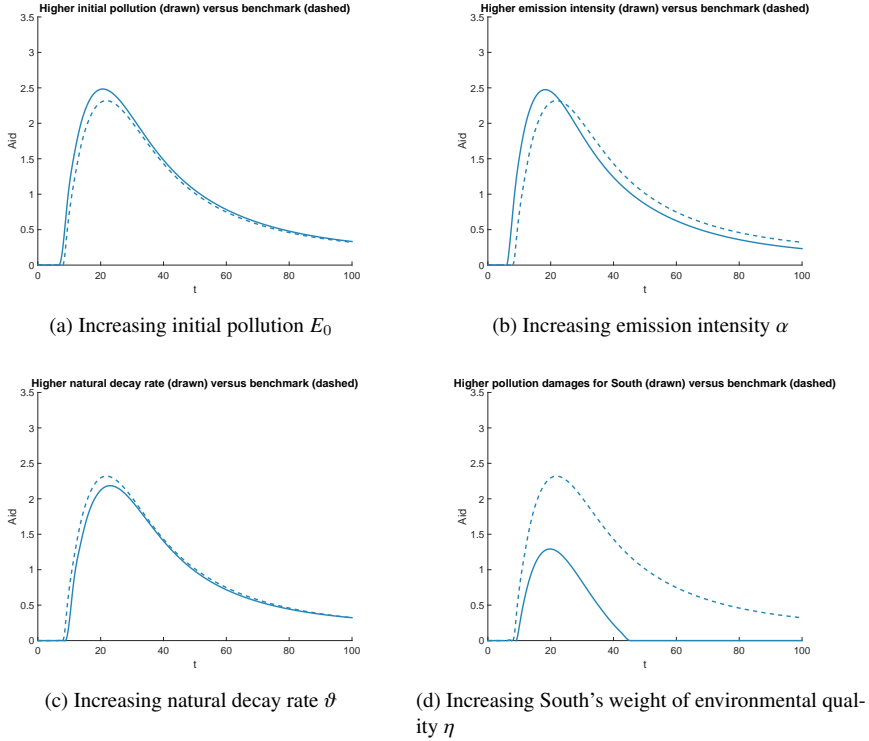 Higher initial pollution (drawn) versus benchmark (dashed)
3.5
3
2.5
2
1.5
1
0.5
0
Aid
0 20 40 60 80 100
t
(a) Increasing initial pollution E₀
Higher emission intensity (drawn) versus benchmark (dashed)
3.5
3
2.5
2
1.5
1
0.5
0
Aid
0 20 40 60 80 100
t
(b) Increasing emission intensity α
Higher natural decay rate (drawn) versus benchmark (dashed)
3.5
3
2.5
2
1.5
1
0.5
0
Aid
0 20 40 60 80 100
t
(c) Increasing natural decay rate ϑ
Higher pollution damages for South (drawn) versus benchmark (dashed)
3.5
3
2.5
2
1.5
1
0.5
0
Aid
0 20 40 60 80 100
t
(d) Increasing South's weight of environmental qual-
ity η